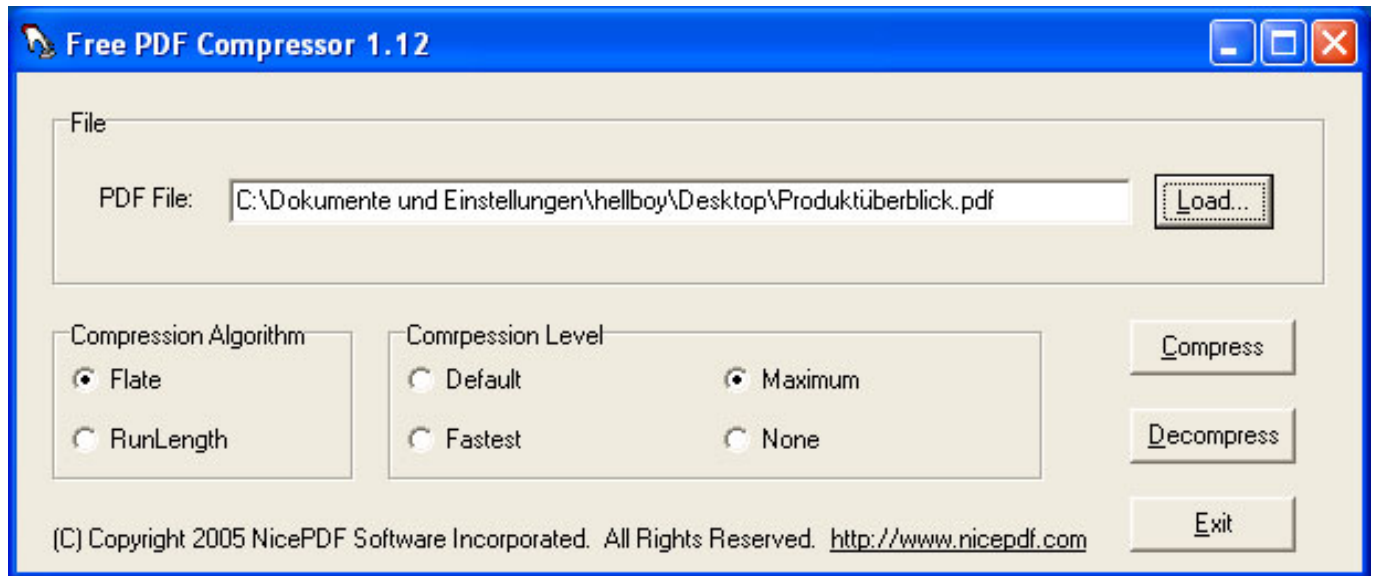 Free PDF Compressor 1.12
File
PDF File: C:\Dokumente und Einstellungen\hellboy\Desktop\Produktüberblick.pdf Load...
Compression Algorithm
Flate
RunLength
Comrpession Level
Default Maximum
Fastest None
Compress
Decompress
Exit
(C) Copyright 2005 NicePDF Software Incorporated. All Rights Reserved. http://www.nicepdf.com